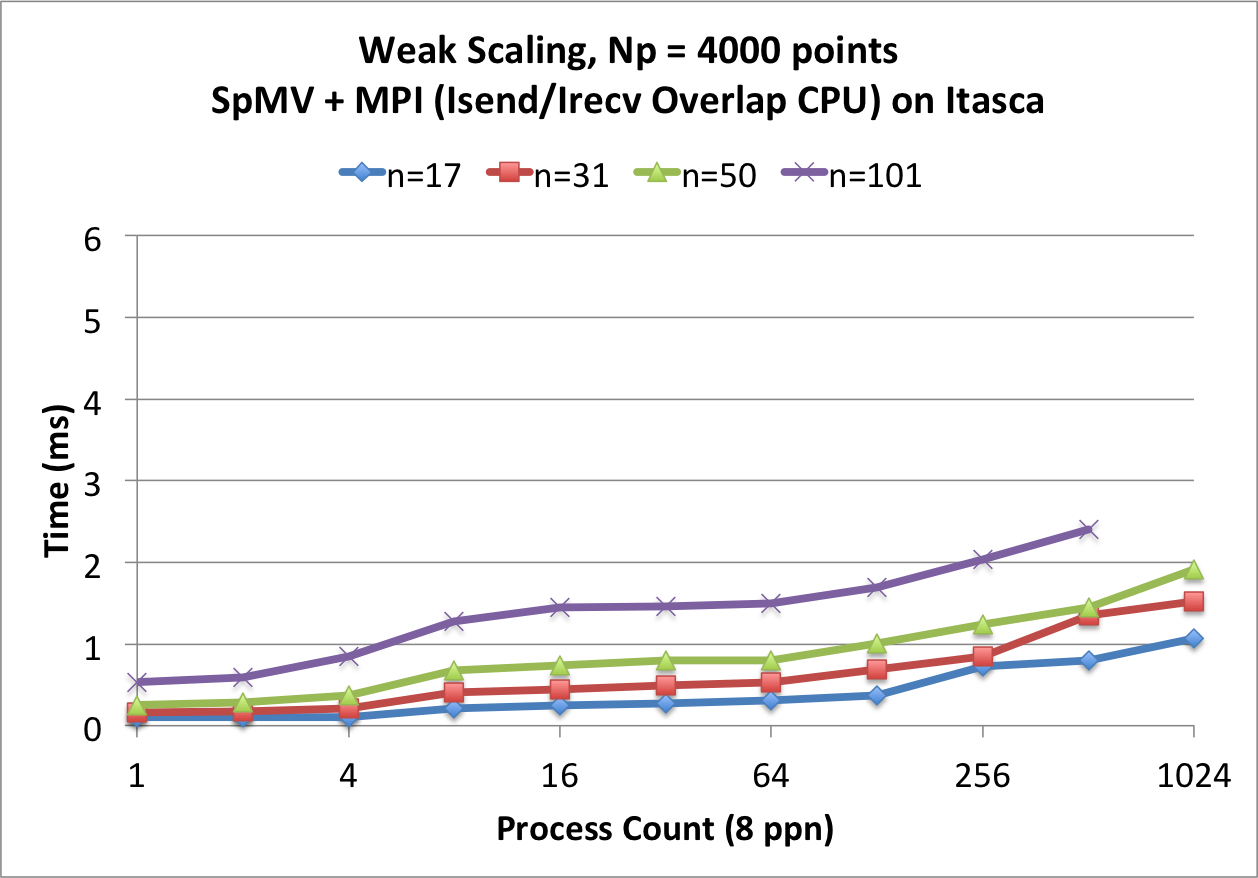 Weak Scaling, Np = 4000 points
SpMV + MPI (Isend/Irecv Overlap CPU) on Itasca
n=17 n=31 n=50 n=101
6
5
4
3
2
1
0
Time (ms)
1 4 16 64 256 1024
Process Count (8 ppn)